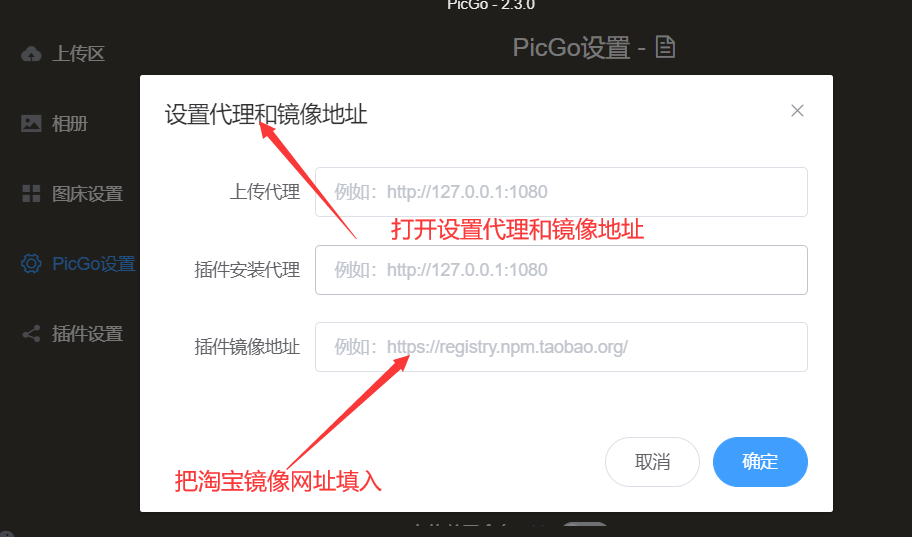 PicGo - 2.3.0
上传区
PicGo设置 -
相册
图床设置
PicGo设置
插件设置
设置代理和镜像地址
上传代理
例如：http://127.0.0.1:1080
打开设置代理和镜像地址
插件安装代理
例如：http://127.0.0.1:1080
插件镜像地址
例如：https://registry.npm.taobao.org/
取消
确定
把淘宝镜像网址填入